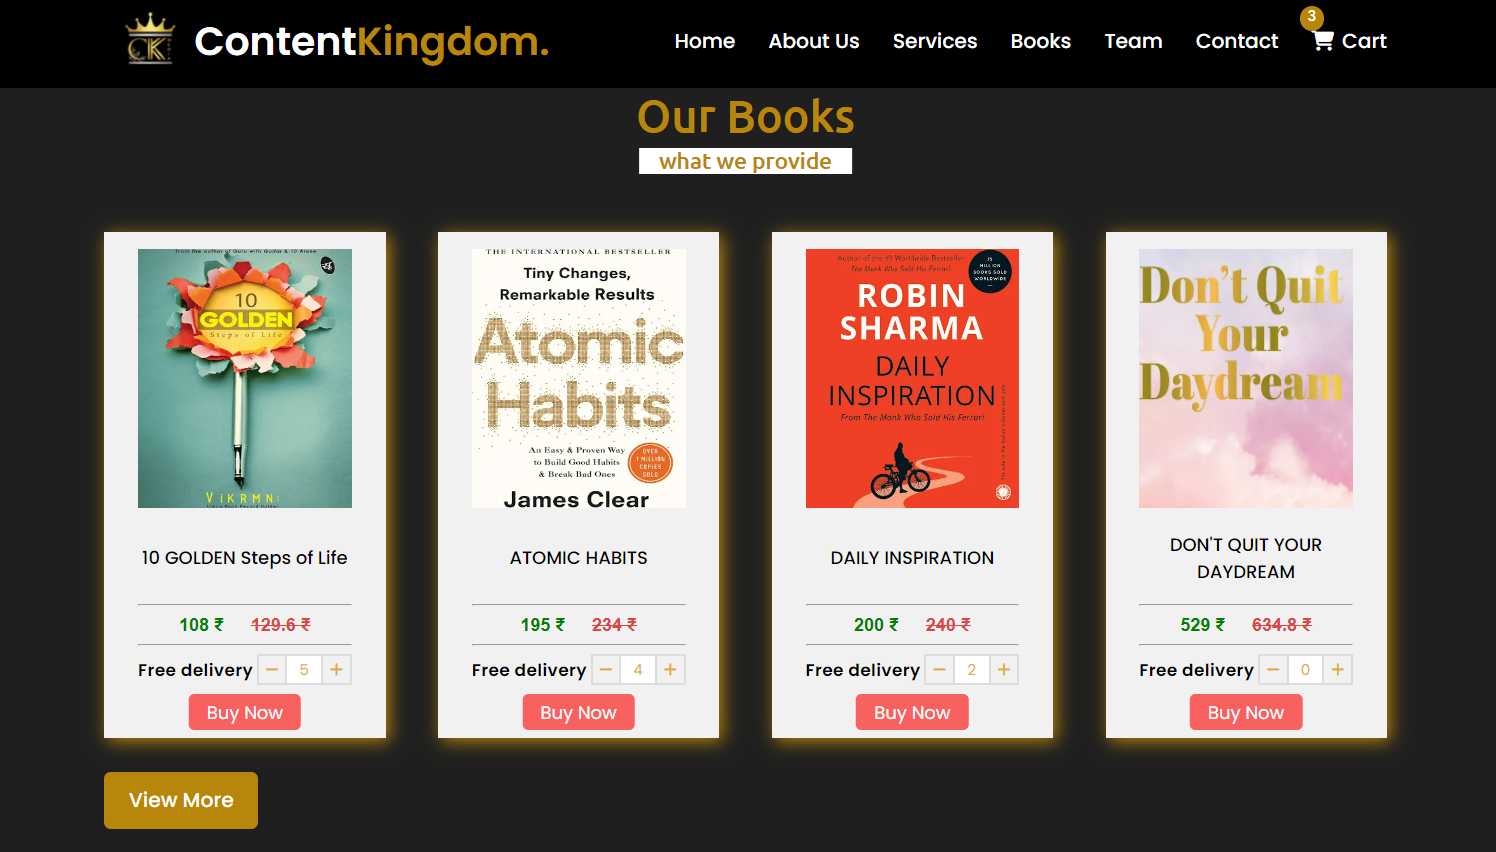 CK
ContentKingdom.
Home About Us Services Books Team Contact 3 Cart
Our Books
what we provide
From the author of Guru with Guitar & 10 Alone
10
GOLDEN
Steps of Life
ViKRMN
10 GOLDEN Steps of Life
108 ₹ 129.6 ₹
Free delivery − 5 +
Buy Now
THE INTERNATIONAL BESTSELLER
Tiny Changes,
Remarkable Results
Atomic
Habits
An Easy & Proven Way
to Build Good Habits
& Break Bad Ones
OVER
1 MILLION
COPIES
SOLD
James Clear
ATOMIC HABITS
195 ₹ 234 ₹
Free delivery − 4 +
Buy Now
Author of the #1 Worldwide Bestseller
The Monk Who Sold His Ferrari
15
MILLION
BOOKS SOLD
WORLDWIDE
ROBIN
SHARMA
DAILY
INSPIRATION
From The Monk Who Sold His Ferrari
DAILY INSPIRATION
200 ₹ 240 ₹
Free delivery − 2 +
Buy Now
Don't Quit
Your
Daydream
DON'T QUIT YOUR
DAYDREAM
529 ₹ 634.8 ₹
Free delivery − 0 +
Buy Now
View More